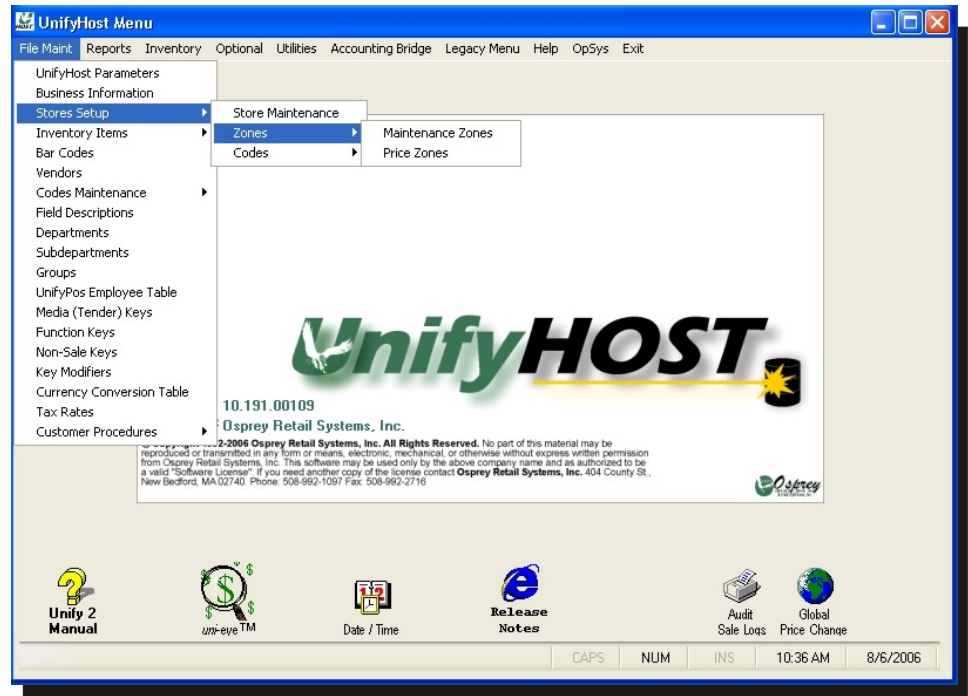 UnifyHost Menu
File Maint Reports Inventory Optional Utilities Accounting Bridge Legacy Menu Help OpSys Exit
UnifyHost Parameters
Business Information
Stores Setup
Inventory Items
Bar Codes
Vendors
Codes Maintenance
Field Descriptions
Departments
Subdepartments
Groups
UnifyPos Employee Table
Media (Tender) Keys
Function Keys
Non-Sale Keys
Key Modifiers
Currency Conversion Table
Tax Rates
Customer Procedures
Store Maintenance
Zones
Codes
Maintenance Zones
Price Zones
UnifyHOST
10.191.00109
Osprey Retail Systems, Inc.
2-2006 Osprey Retail Systems, Inc. All Rights Reserved. No part of this material may be
reproduced or transmitted in any form or means, electronic, mechanical, or otherwise without express written permission
from Osprey Retail Systems, Inc. This software may be used only by the above company name and as authorized to be
a valid "Software License". If you need another copy of the license contact Osprey Retail Systems, Inc. 404 County St.,
New Bedford, MA 02740. Phone: 508-992-1097 Fax: 508-992-2716
Osprey
Unify 2
Manual
uni-eye TM
Date / Time
Release
Notes
Audit
Sale Logs
Global
Price Change
CAPS NUM INS 10:36 AM 8/6/2006